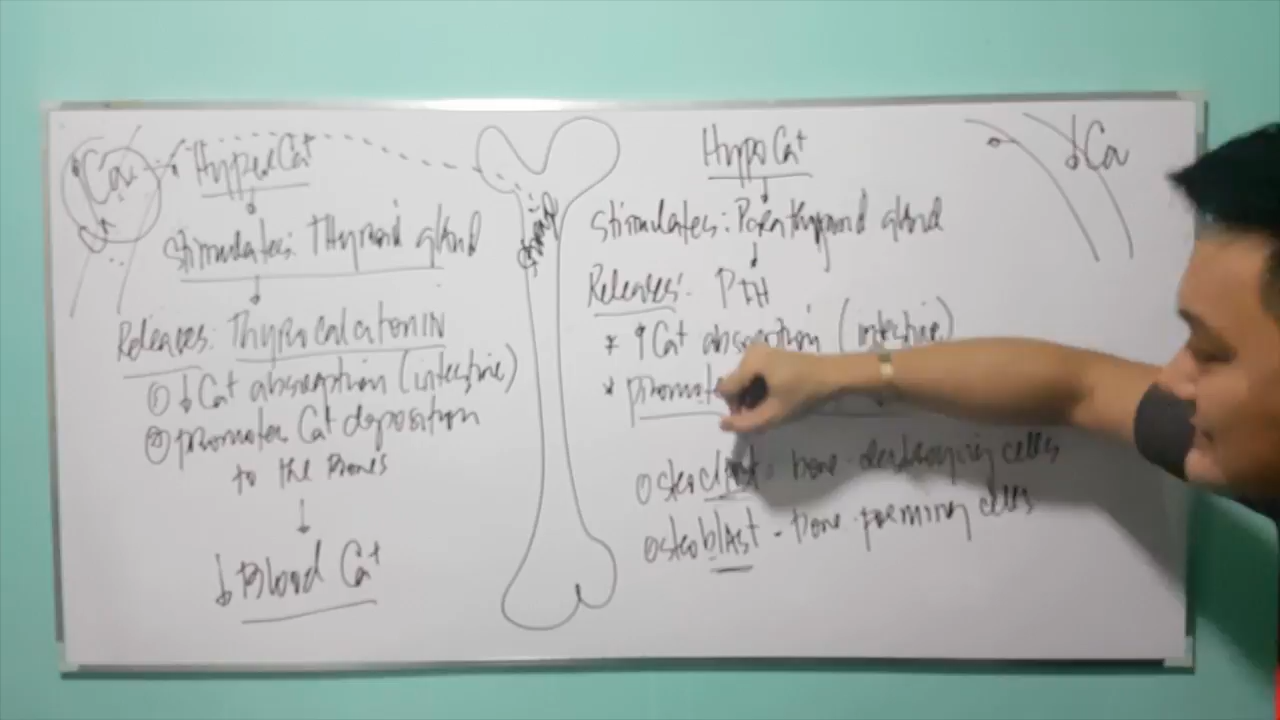 Ca
HyperCa+
Stimulates: Thyroid gland
Releases: Thyrocalcitonin
① ↓Ca+ absorption (intestine)
② promotes Ca+ deposition
to the Bones
↓Blood Ca+
HypoCa+
↓Ca
Stimulates: Parathyroid gland
Releases: PTH
* ↑Ca+ absorption (intestine)
* promote
Osteoclast - bone-destroying cells
Osteoblast - bone-forming cells